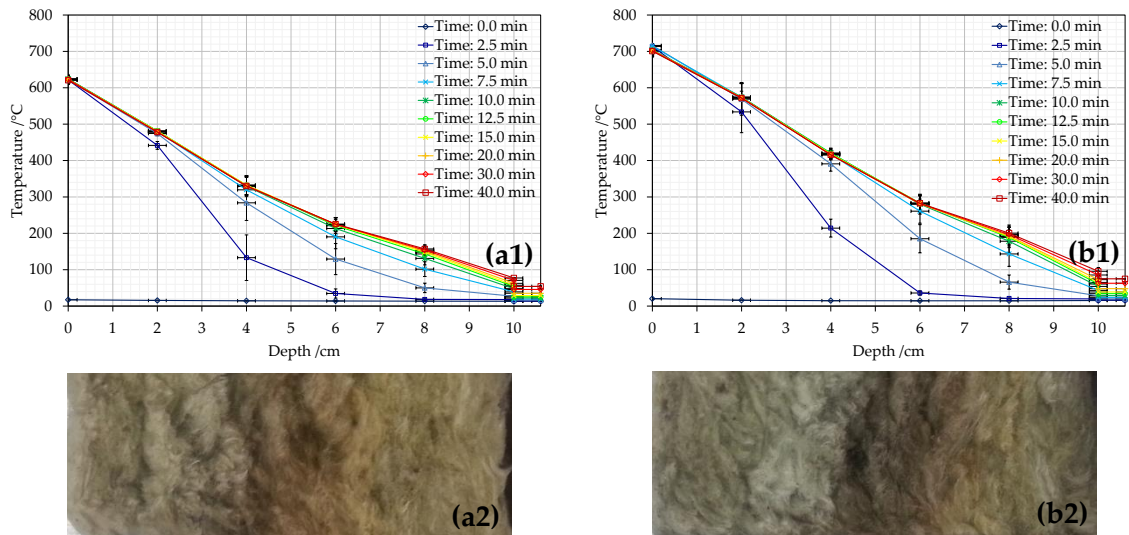 800
700
600
500
400
300
200
100
0
Temperature /°C
0
1
2
3
4
5
6
7
8
9
10
Depth /cm
Time: 0.0 min
Time: 2.5 min
Time: 5.0 min
Time: 7.5 min
Time: 10.0 min
Time: 12.5 min
Time: 15.0 min
Time: 20.0 min
Time: 30.0 min
Time: 40.0 min
(a1)
800
700
600
500
400
300
200
100
0
Temperature /°C
0
1
2
3
4
5
6
7
8
9
10
Depth /cm
Time: 0.0 min
Time: 2.5 min
Time: 5.0 min
Time: 7.5 min
Time: 10.0 min
Time: 12.5 min
Time: 15.0 min
Time: 20.0 min
Time: 30.0 min
Time: 40.0 min
(b1)
(a2)
(b2)